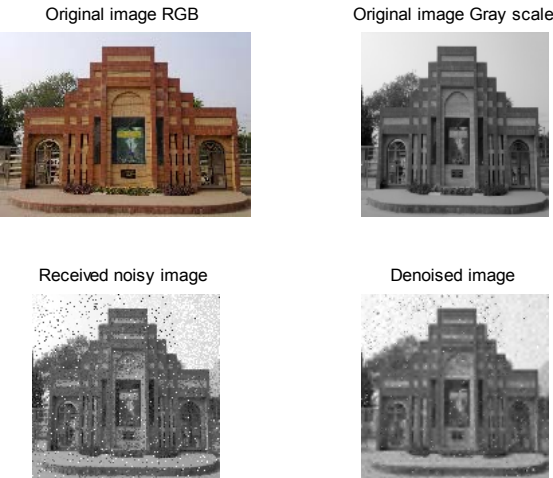 Original image RGB
Original image Gray scale
Received noisy image
Denoised image